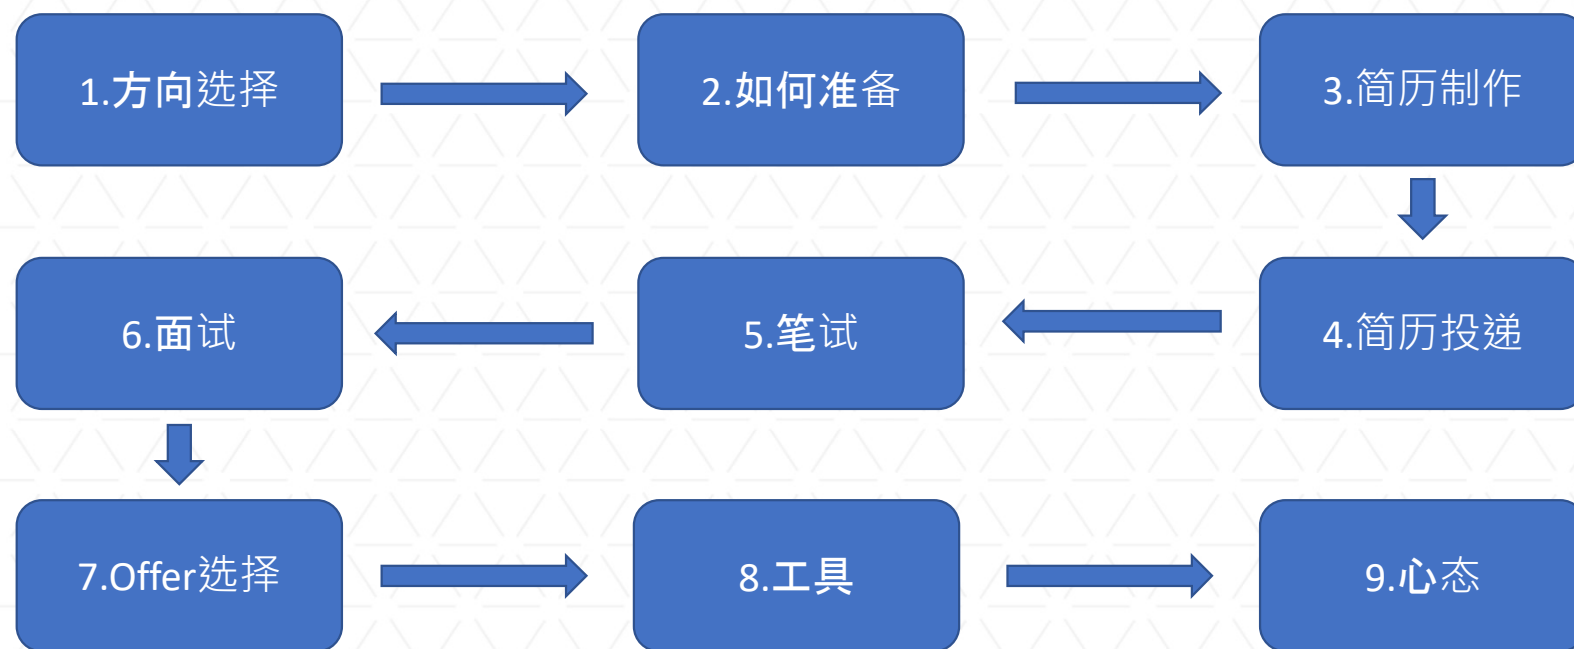 1.方向选择
2.如何准备
3.简历制作
4.简历投递
5.笔试
6.面试
7.Offer选择
8.工具
9.心态